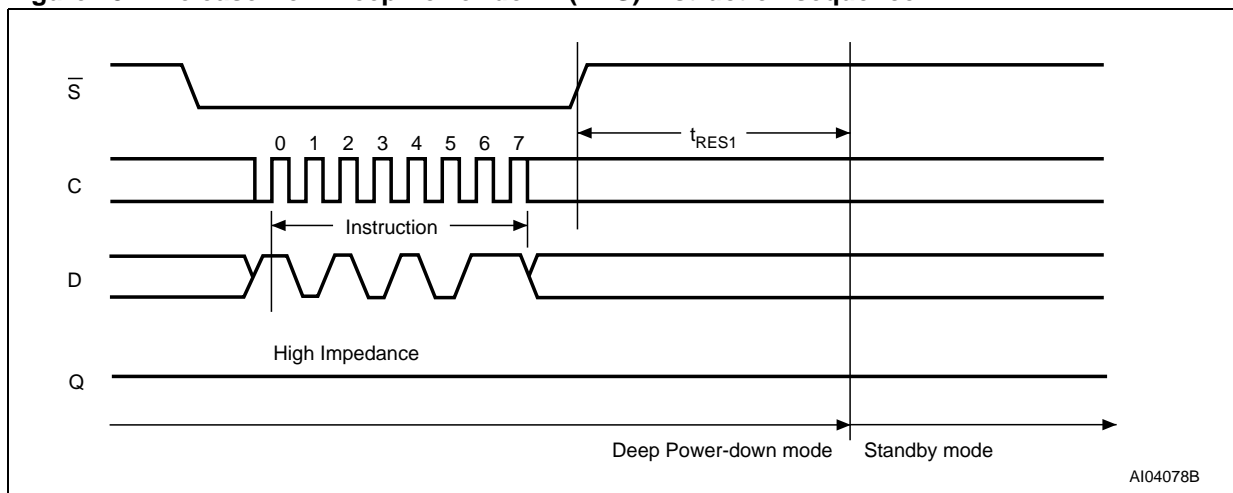 S
tRES1
0 1 2 3 4 5 6 7
C
Instruction
D
High Impedance
Q
Deep Power-down mode Standby mode
AI04078B